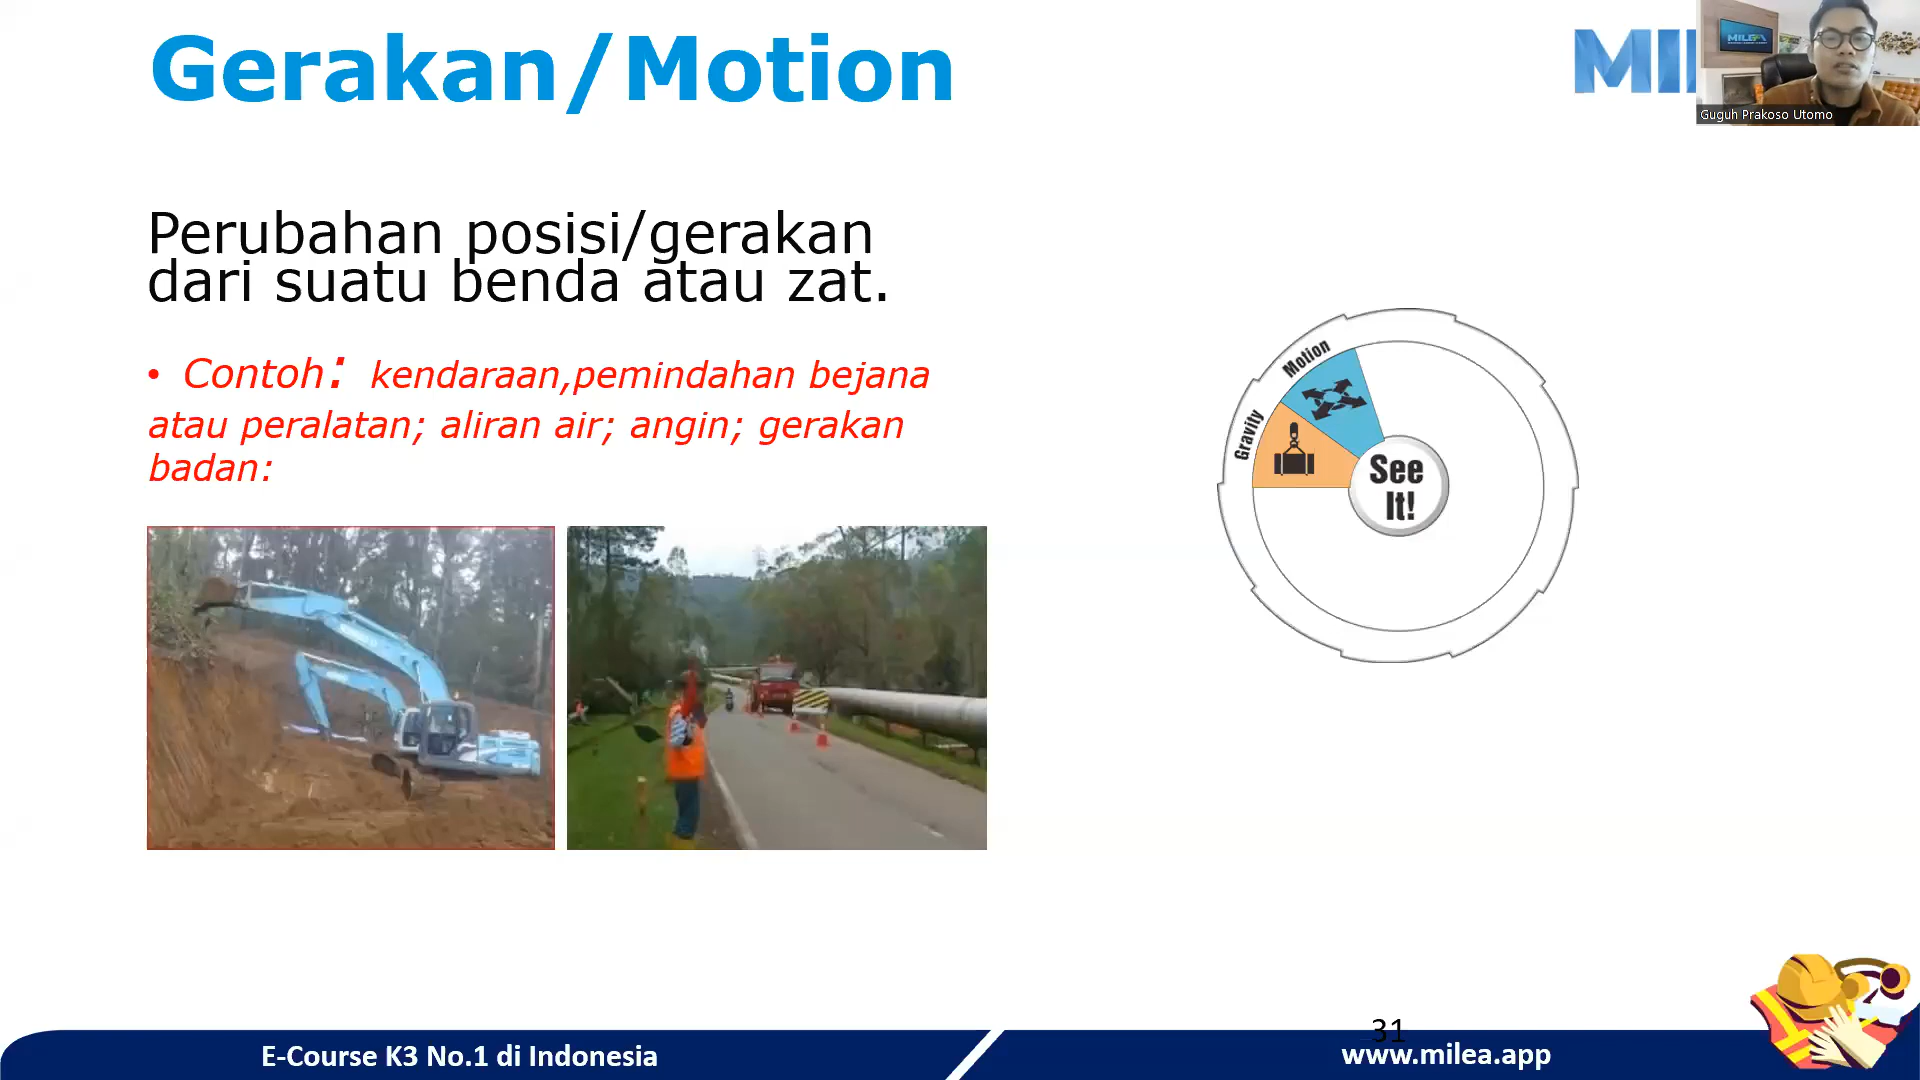 Gerakan/Motion
MIL
Guguh Prakoso Utomo
Perubahan posisi/gerakan
dari suatu benda atau zat.
• Contoh: kendaraan,pemindahan bejana
atau peralatan; aliran air; angin; gerakan
badan:
Motion
Gravity
See
It!
31
E-Course K3 No.1 di Indonesia
www.milea.app